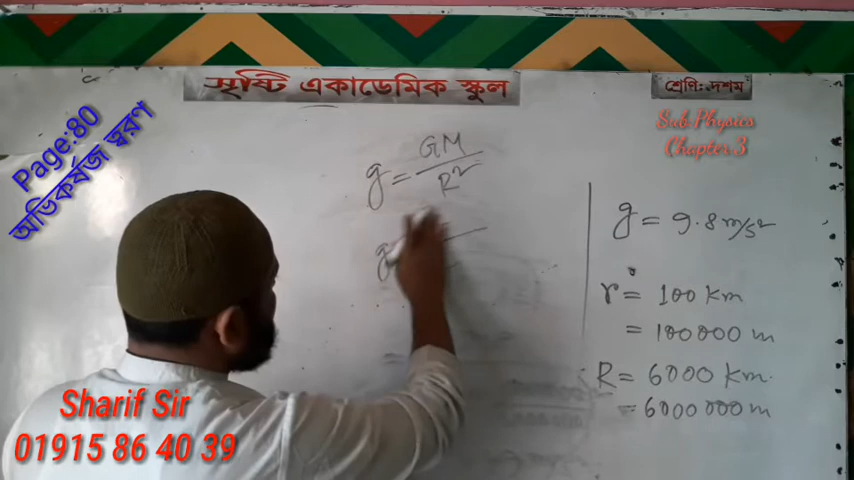 সৃষ্টি একাডেমিক স্কুল
শ্রেণি: দশম
Page:80
অভিকর্ষজ ত্বরণ
Sub:Physics
Chapter:3
g = GM/R²
g
g = 9.8 m/s²
r = 100 km
= 100000 m
R = 6000 km.
= 6000000 m
Sharif Sir
01915 86 40 39